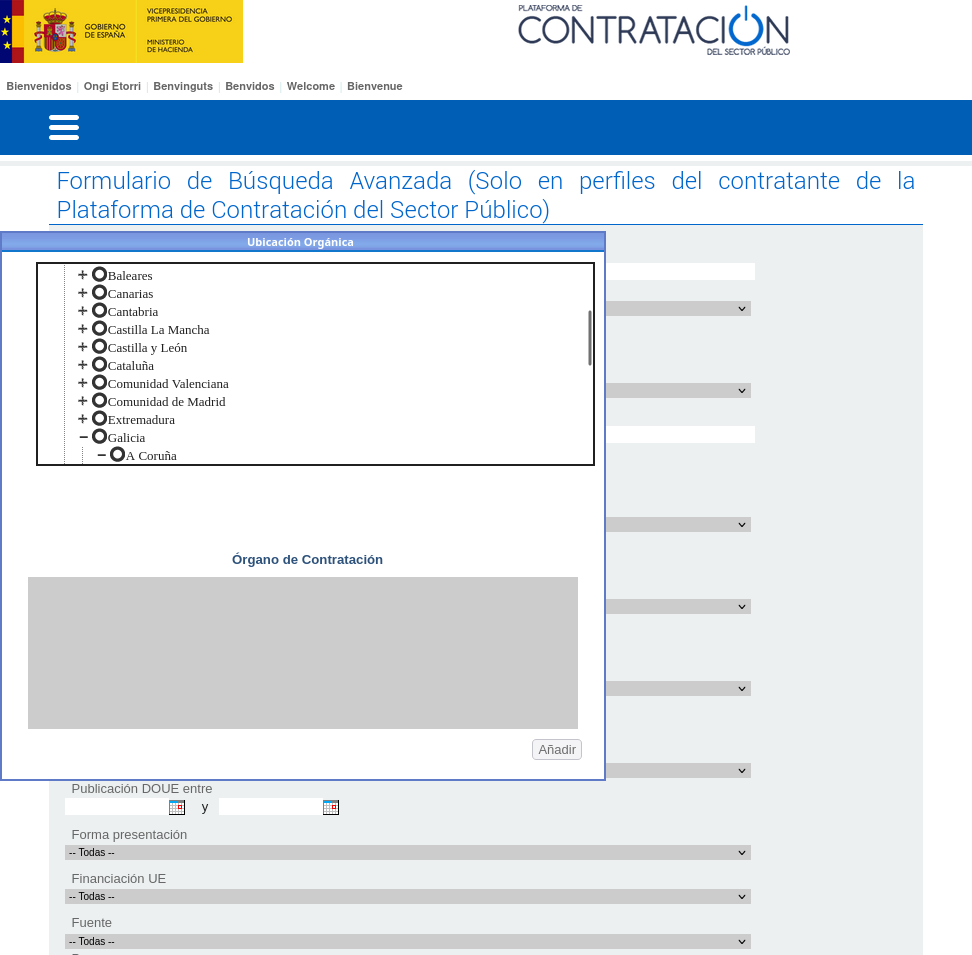 GOBIERNO
DE ESPAÑA
VICEPRESIDENCIA
PRIMERA DEL GOBIERNO
MINISTERIO
DE HACIENDA
PLATAFORMA DE
CONTRATACIÓN
DEL SECTOR PÚBLICO
Bienvenidos | Ongi Etorri | Benvinguts | Benvidos | Welcome | Bienvenue
Formulario de Búsqueda Avanzada (Solo en perfiles del contratante de la
Plataforma de Contratación del Sector Público)
Ubicación Orgánica
Baleares
Canarias
Cantabria
Castilla La Mancha
Castilla y León
Cataluña
Comunidad Valenciana
Comunidad de Madrid
Extremadura
Galicia
A Coruña
Órgano de Contratación
Añadir
Publicación DOUE entre
y
Forma presentación
-- Todas --
Financiación UE
-- Todas --
Fuente
-- Todas --